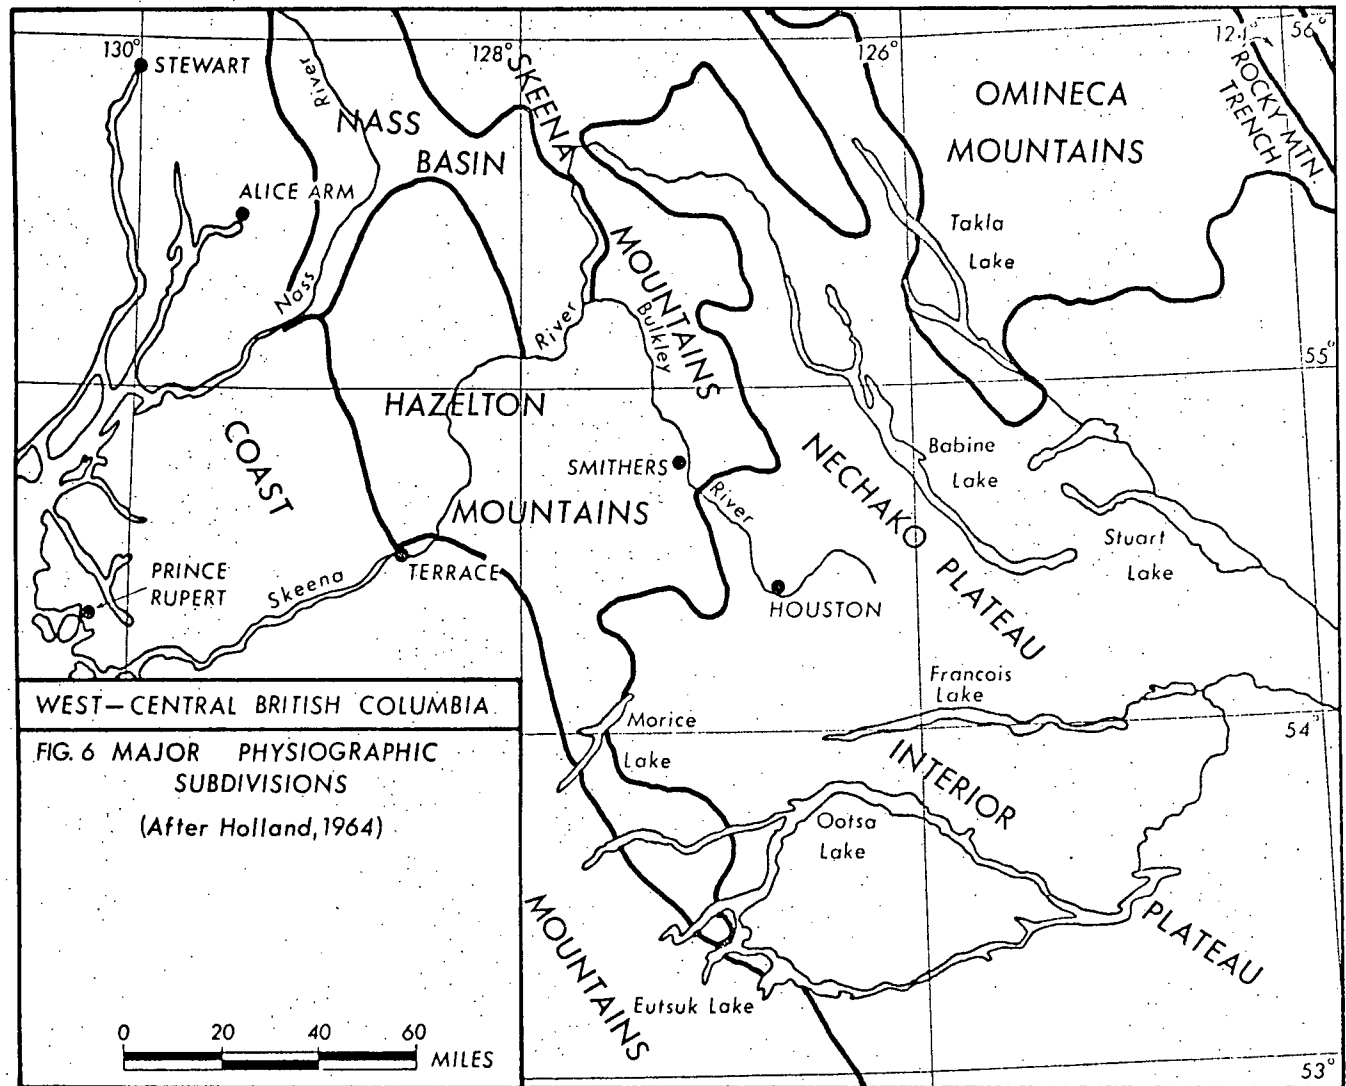 130°
128°
126°
124°
56°
STEWART
River
NASS
BASIN
SKEENA
MOUNTAINS
OMINECA
MOUNTAINS
ROCKY MTN.
TRENCH
ALICE ARM
Nass
River
Bulkley
Takla
Lake
55°
COAST
HAZELTON
MOUNTAINS
SMITHERS
River
NECHAKO PLATEAU
Babine
Lake
Stuart
Lake
PRINCE
RUPERT
Skeena
TERRACE
HOUSTON
Francois
Lake
54°
Morice
Lake
INTERIOR
PLATEAU
Ootsa
Lake
MOUNTAINS
Eutsuk Lake
53°
WEST–CENTRAL BRITISH COLUMBIA
FIG. 6 MAJOR PHYSIOGRAPHIC
SUBDIVISIONS
(After Holland, 1964)
0 20 40 60
MILES